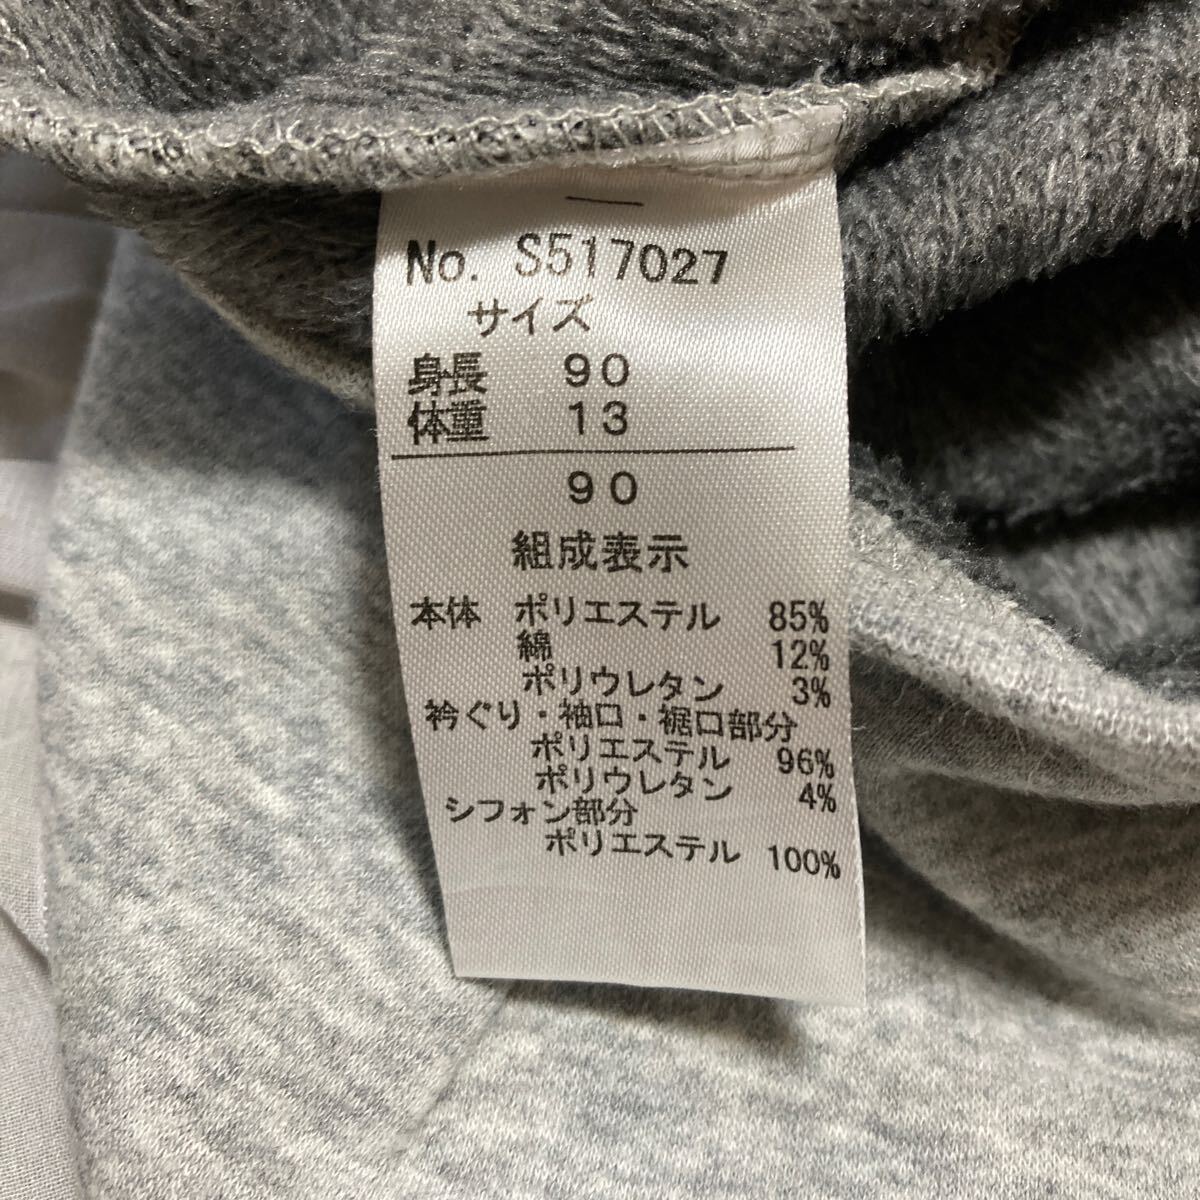 No. S517027
サイズ
身長 90
体重 13
90
組成表示
本体 ポリエステル 85%
綿 12%
ポリウレタン 3%
衿ぐり・袖口・裾口部分
ポリエステル 96%
ポリウレタン 4%
シフォン部分
ポリエステル 100%